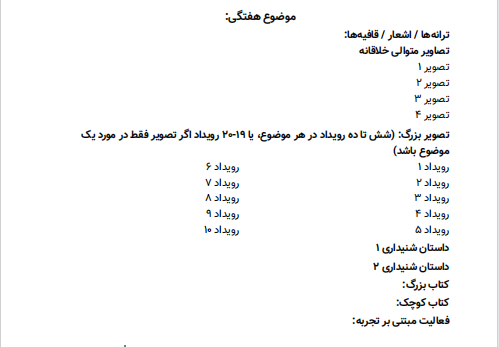 موضوع هفتگی:
ترانه‌ها / اشعار / قافیه‌ها:
تصاویر متوالی خلاقانه
تصویر ۱
تصویر ۲
تصویر ۳
تصویر ۴
تصویر بزرگ: (شش تا ده رویداد در هر موضوع، یا ۱۹-۲۰ رویداد اگر تصویر فقط در مورد یک
موضوع باشد)
رویداد ۱ رویداد ۶
رویداد ۲ رویداد ۷
رویداد ۳ رویداد ۸
رویداد ۴ رویداد ۹
رویداد ۵ رویداد ۱۰
داستان شنیداری ۱
داستان شنیداری ۲
کتاب بزرگ:
کتاب کوچک:
فعالیت مبتنی بر تجربه: